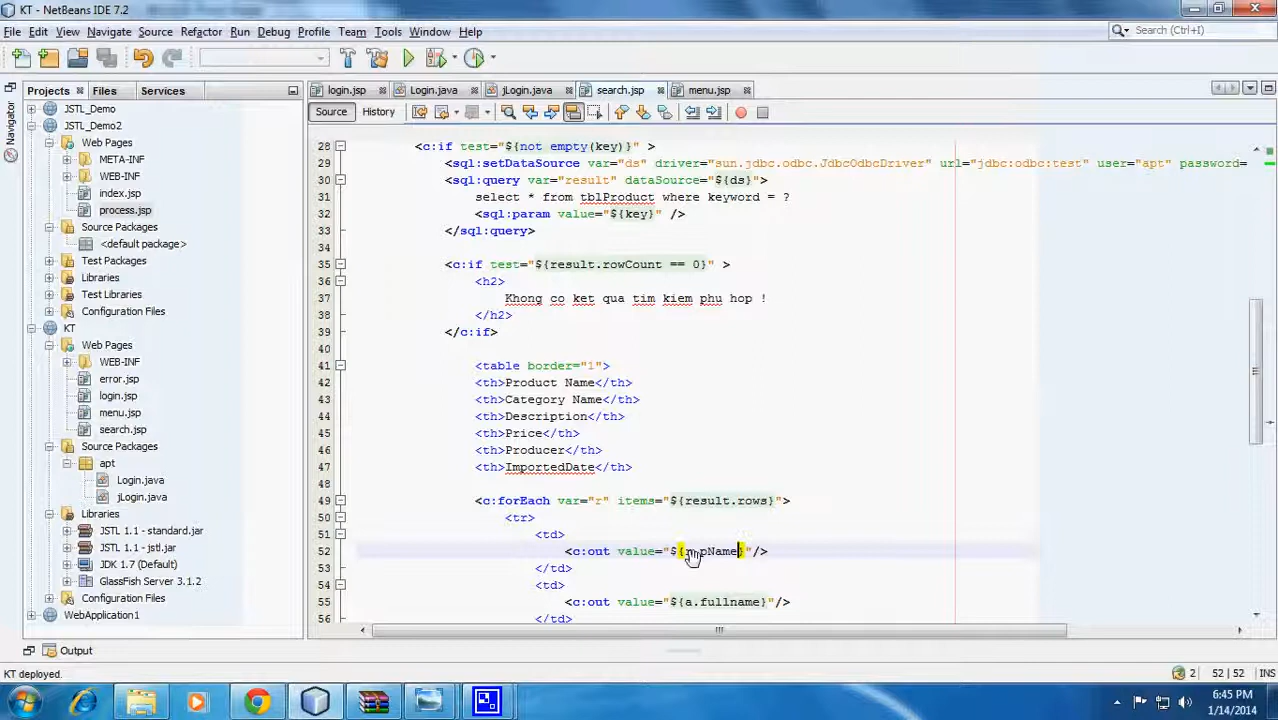 KT - NetBeans IDE 7.2
File Edit View Navigate Source Refactor Run Debug Profile Team Tools Window Help
Search (Ctrl+I)
Projects Files Services
login.jsp Login.java jLogin.java search.jsp menu.jsp
Navigator
Source History
JSTL_Demo
JSTL_Demo2
Web Pages
META-INF
WEB-INF
index.jsp
process.jsp
Source Packages
<default package>
Test Packages
Libraries
Test Libraries
Configuration Files
KT
Web Pages
WEB-INF
error.jsp
login.jsp
menu.jsp
search.jsp
Source Packages
apt
Login.java
jLogin.java
Libraries
JSTL 1.1 - standard.jar
JSTL 1.1 - jstl.jar
JDK 1.7 (Default)
GlassFish Server 3.1.2
Configuration Files
WebApplication1
28 <c:if test="${not empty(key)}" >
29 <sql:setDataSource var="ds" driver="sun.jdbc.odbc.JdbcOdbcDriver" url="jdbc:odbc:test" user="apt" password=
30 <sql:query var="result" dataSource="${ds}">
31 select * from tblProduct where keyword = ?
32 <sql:param value="${key}" />
33 </sql:query>
34
35 <c:if test="${result.rowCount == 0}" >
36 <h2>
37 Khong co ket qua tim kiem phu hop !
38 </h2>
39 </c:if>
40
41 <table border="1">
42 <th>Product Name</th>
43 <th>Category Name</th>
44 <th>Description</th>
45 <th>Price</th>
46 <th>Producer</th>
47 <th>ImportedDate</th>
48
49 <c:forEach var="r" items="${result.rows}">
50 <tr>
51 <td>
52 <c:out value="${r.pName}"/>
53 </td>
54 <td>
55 <c:out value="${a.fullname}"/>
56 </td>
Output
KT deployed.
2 52 | 52 INS
6:45 PM
1/14/2014